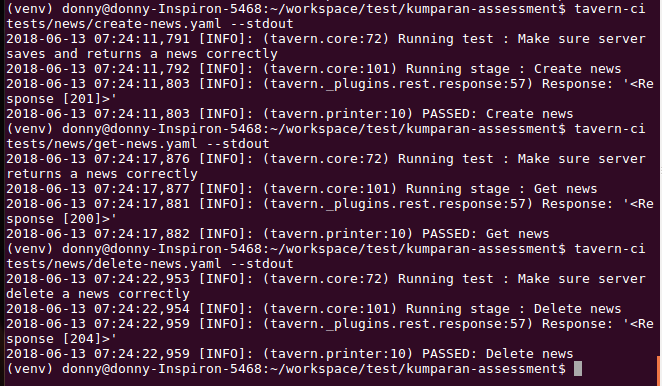 (venv) donny@donny-Inspiron-5468:~/workspace/test/kumparan-assessment$ tavern-ci
tests/news/create-news.yaml --stdout
2018-06-13 07:24:11,791 [INFO]: (tavern.core:72) Running test : Make sure server
saves and returns a news correctly
2018-06-13 07:24:11,792 [INFO]: (tavern.core:101) Running stage : Create news
2018-06-13 07:24:11,803 [INFO]: (tavern._plugins.rest.response:57) Response: '<Re
sponse [201]>'
2018-06-13 07:24:11,803 [INFO]: (tavern.printer:10) PASSED: Create news
(venv) donny@donny-Inspiron-5468:~/workspace/test/kumparan-assessment$ tavern-ci
tests/news/get-news.yaml --stdout
2018-06-13 07:24:17,876 [INFO]: (tavern.core:72) Running test : Make sure server
returns a news correctly
2018-06-13 07:24:17,877 [INFO]: (tavern.core:101) Running stage : Get news
2018-06-13 07:24:17,881 [INFO]: (tavern._plugins.rest.response:57) Response: '<Re
sponse [200]>'
2018-06-13 07:24:17,882 [INFO]: (tavern.printer:10) PASSED: Get news
(venv) donny@donny-Inspiron-5468:~/workspace/test/kumparan-assessment$ tavern-ci
tests/news/delete-news.yaml --stdout
2018-06-13 07:24:22,953 [INFO]: (tavern.core:72) Running test : Make sure server
delete a news correctly
2018-06-13 07:24:22,954 [INFO]: (tavern.core:101) Running stage : Delete news
2018-06-13 07:24:22,959 [INFO]: (tavern._plugins.rest.response:57) Response: '<Re
sponse [204]>'
2018-06-13 07:24:22,959 [INFO]: (tavern.printer:10) PASSED: Delete news
(venv) donny@donny-Inspiron-5468:~/workspace/test/kumparan-assessment$